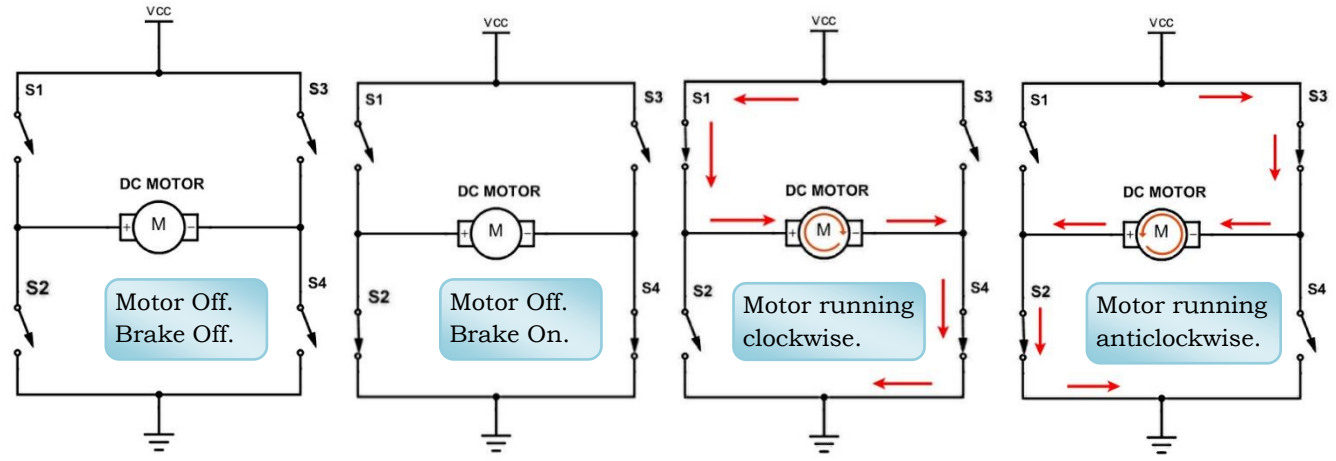 Vcc
S1
S3
DC MOTOR
+ M −
S2
S4
Motor Off.
Brake Off.
Vcc
S1
S3
DC MOTOR
+ M −
S2
S4
Motor Off.
Brake On.
Vcc
S1
S3
DC MOTOR
+ M −
S2
S4
Motor running
clockwise.
Vcc
S1
S3
DC MOTOR
+ M −
S2
S4
Motor running
anticlockwise.